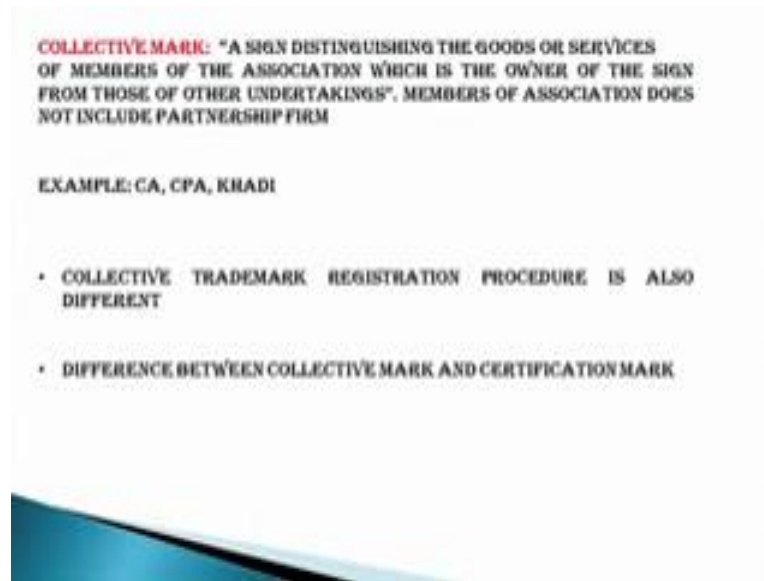 COLLECTIVE MARK: "A SIGN DISTINGUISHING THE GOODS OR SERVICES
OF MEMBERS OF THE ASSOCIATION WHICH IS THE OWNER OF THE SIGN
FROM THOSE OF OTHER UNDERTAKINGS". MEMBERS OF ASSOCIATION DOES
NOT INCLUDE PARTNERSHIP FIRM
EXAMPLE: CA, CPA, KHADI
• COLLECTIVE TRADEMARK REGISTRATION PROCEDURE IS ALSO
DIFFERENT
• DIFFERENCE BETWEEN COLLECTIVE MARK AND CERTIFICATION MARK